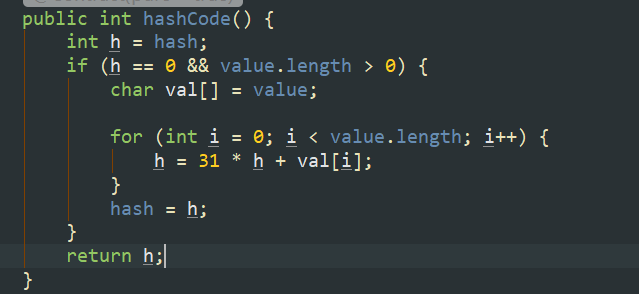 public int hashCode() {
    int h = hash;
    if (h == 0 && value.length > 0) {
        char val[] = value;

        for (int i = 0; i < value.length; i++) {
            h = 31 * h + val[i];
        }
        hash = h;
    }
    return h;
}